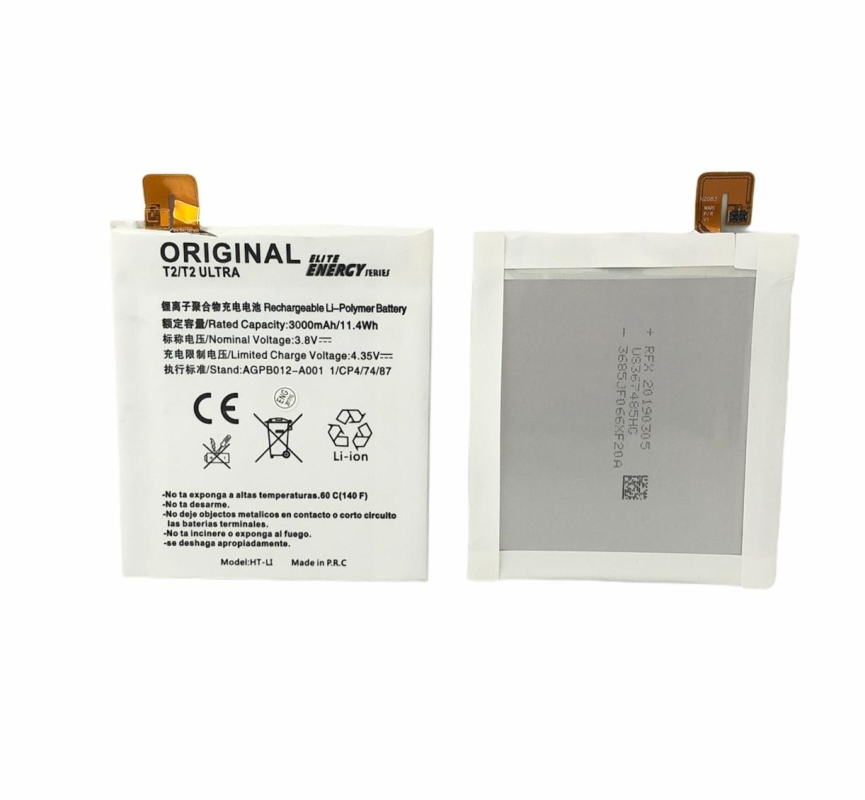 ORIGINAL ELITE ENERGY SERIES
T2/T2 ULTRA
锂离子聚合物充电电池 Rechargeable Li-Polymer Battery
额定容量/Rated Capacity:3000mAh/11.4Wh
标称电压/Nominal Voltage:3.8V⎓
充电限制电压/Limited Charge Voltage:4.35V⎓
执行标准/Stand:AGPB012-A001 1/CP4/74/87
CE
Li-ion
-No ta exponga a altas temperaturas.60 C(140 F)
-No ta desarme.
-No deje objectos metalicos en contacto o corto circuito
las baterias terminales.
-No ta incinere o exponga al fuego.
-se deshaga apropiadamente.
Model:HT-LI Made in P.R.C
+ RFX 20190305
US367485HG
- 36853F066XF20A